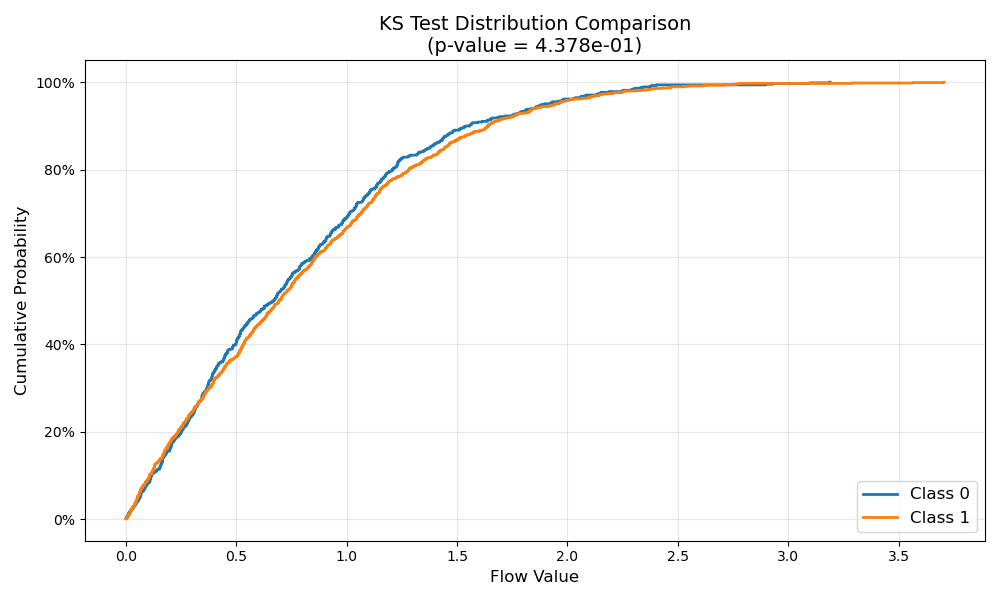 KS Test Distribution Comparison
(p-value = 4.378e-01)
Cumulative Probability
100%
80%
60%
40%
20%
0%
Class 0
Class 1
0.0 0.5 1.0 1.5 2.0 2.5 3.0 3.5
Flow Value